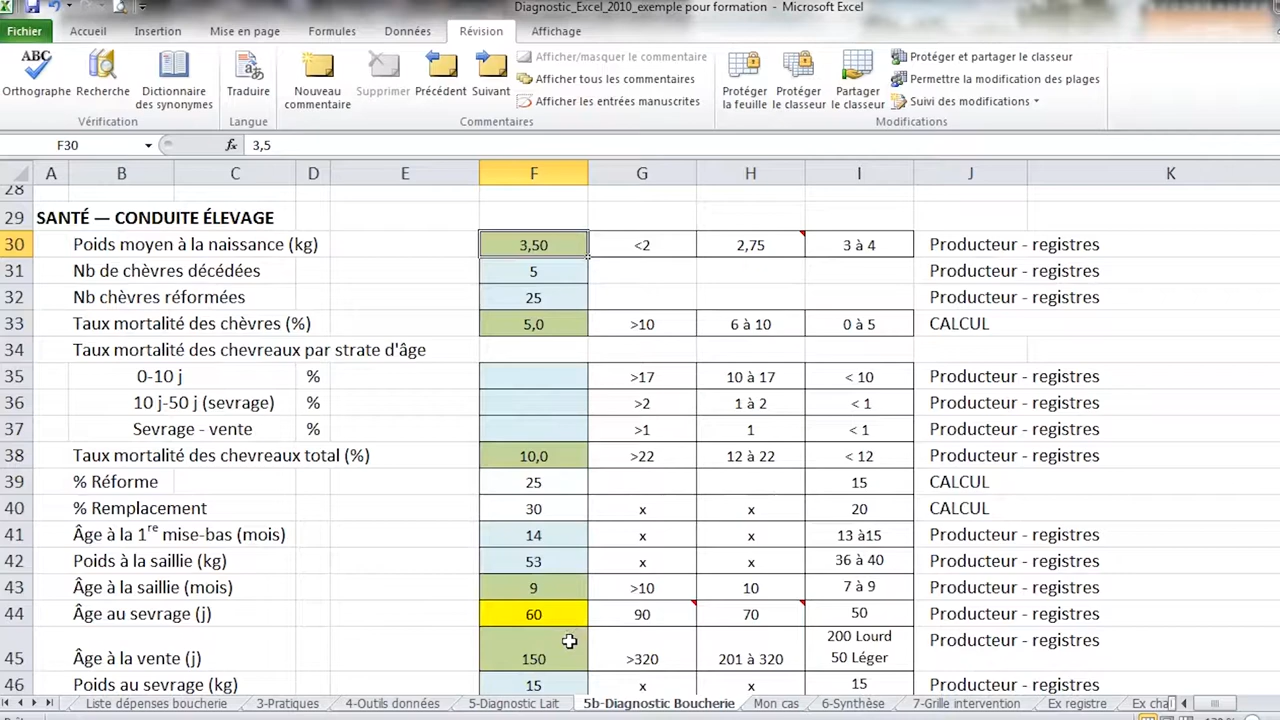 Diagnostic_Excel_2010_exemple pour formation - Microsoft Excel
Fichier Accueil Insertion Mise en page Formules Données Révision Affichage
ABC
Orthographe
Recherche
Dictionnaire
des synonymes
Vérification
Traduire
Langue
Nouveau
commentaire
Supprimer
Précédent
Suivant
Afficher/masquer le commentaire
Afficher tous les commentaires
Afficher les entrées manuscrites
Commentaires
Protéger
la feuille
Protéger
le classeur
Partager
le classeur
Protéger et partager le classeur
Permettre la modification des plages
Suivi des modifications
Modifications
F30 fx 3,5
A B C D E F G H I J K
28
29 SANTÉ — CONDUITE ÉLEVAGE
30 Poids moyen à la naissance (kg) 3,50 <2 2,75 3 à 4 Producteur - registres
31 Nb de chèvres décédées 5 Producteur - registres
32 Nb chèvres réformées 25 Producteur - registres
33 Taux mortalité des chèvres (%) 5,0 >10 6 à 10 0 à 5 CALCUL
34 Taux mortalité des chevreaux par strate d'âge
35 0-10 j % >17 10 à 17 < 10 Producteur - registres
36 10 j-50 j (sevrage) % >2 1 à 2 < 1 Producteur - registres
37 Sevrage - vente % >1 1 < 1 Producteur - registres
38 Taux mortalité des chevreaux total (%) 10,0 >22 12 à 22 < 12 Producteur - registres
39 % Réforme 25 15 CALCUL
40 % Remplacement 30 x x 20 CALCUL
41 Âge à la 1re mise-bas (mois) 14 x x 13 à15 Producteur - registres
42 Poids à la saillie (kg) 53 x x 36 à 40 Producteur - registres
43 Âge à la saillie (mois) 9 >10 10 7 à 9 Producteur - registres
44 Âge au sevrage (j) 60 90 70 50 Producteur - registres
200 Lourd Producteur - registres
45 Âge à la vente (j) 150 >320 201 à 320 50 Léger
46 Poids au sevrage (kg) 15 x x 15 Producteur - registres
Liste dépenses boucherie 3-Pratiques 4-Outils données 5-Diagnostic Lait 5b-Diagnostic Boucherie Mon cas 6-Synthèse 7-Grille intervention Ex registre Ex cha